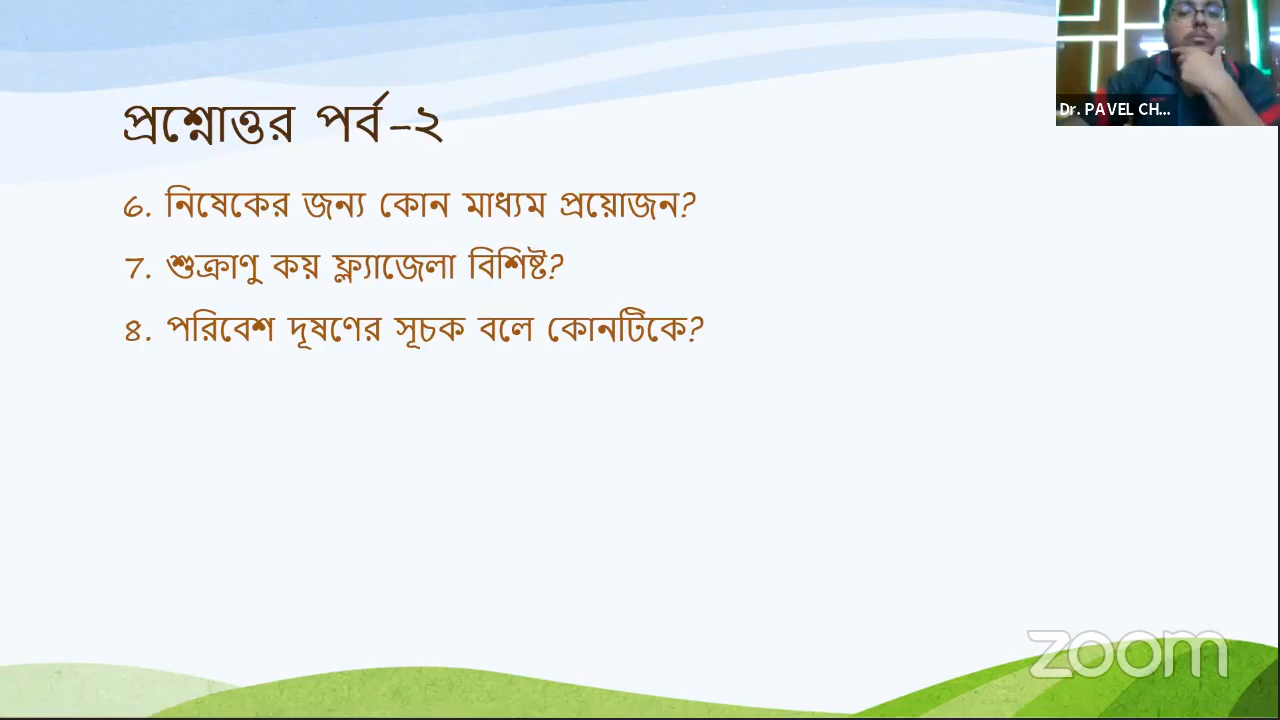 Dr. PAVEL CH...
প্রশ্নোত্তর পর্ব-২
6. নিষেকের জন্য কোন মাধ্যম প্রয়োজন?
7. শুক্রাণু কয় ফ্ল্যাজেলা বিশিষ্ট?
8. পরিবেশ দূষণের সূচক বলে কোনটিকে?
zoom